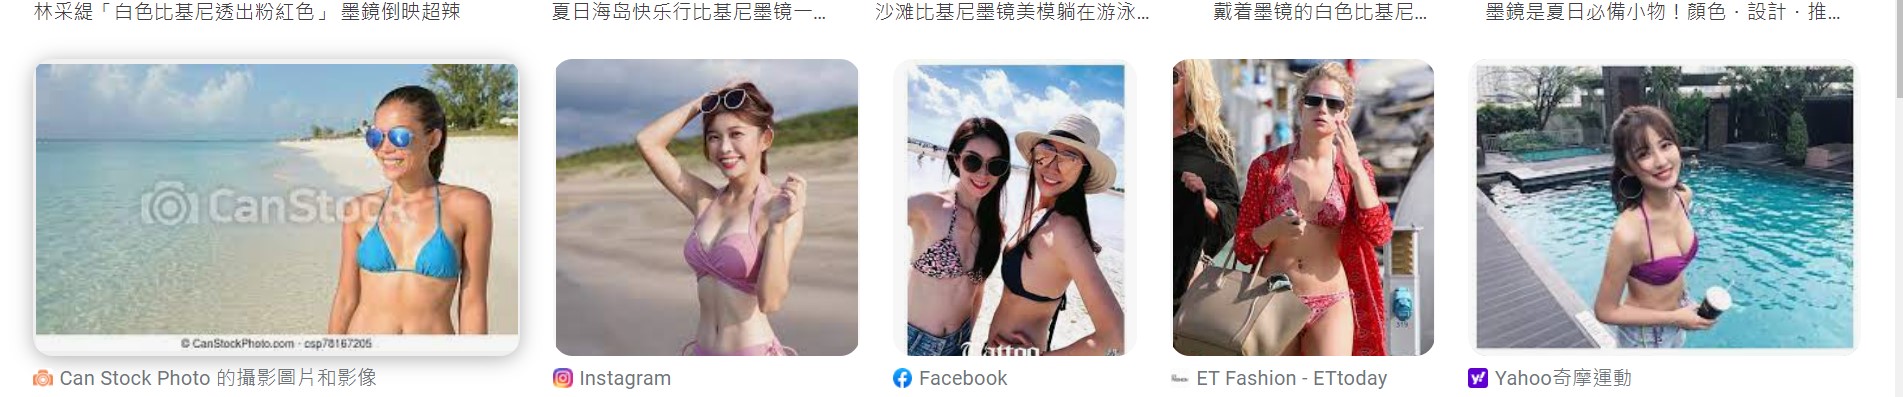 林采緹「白色比基尼透出粉紅色」 墨鏡倒映超辣
夏日海岛快乐行比基尼墨镜一...
沙滩比基尼墨镜美模躺在游泳...
戴着墨镜的白色比基尼...
墨鏡是夏日必備小物！顏色．設計．推...
CanStock
© CanStockPhoto.com - csp78167205
Tattoo
319
Can Stock Photo 的攝影圖片和影像
Instagram
Facebook
ET Fashion - ETtoday
Yahoo奇摩運動